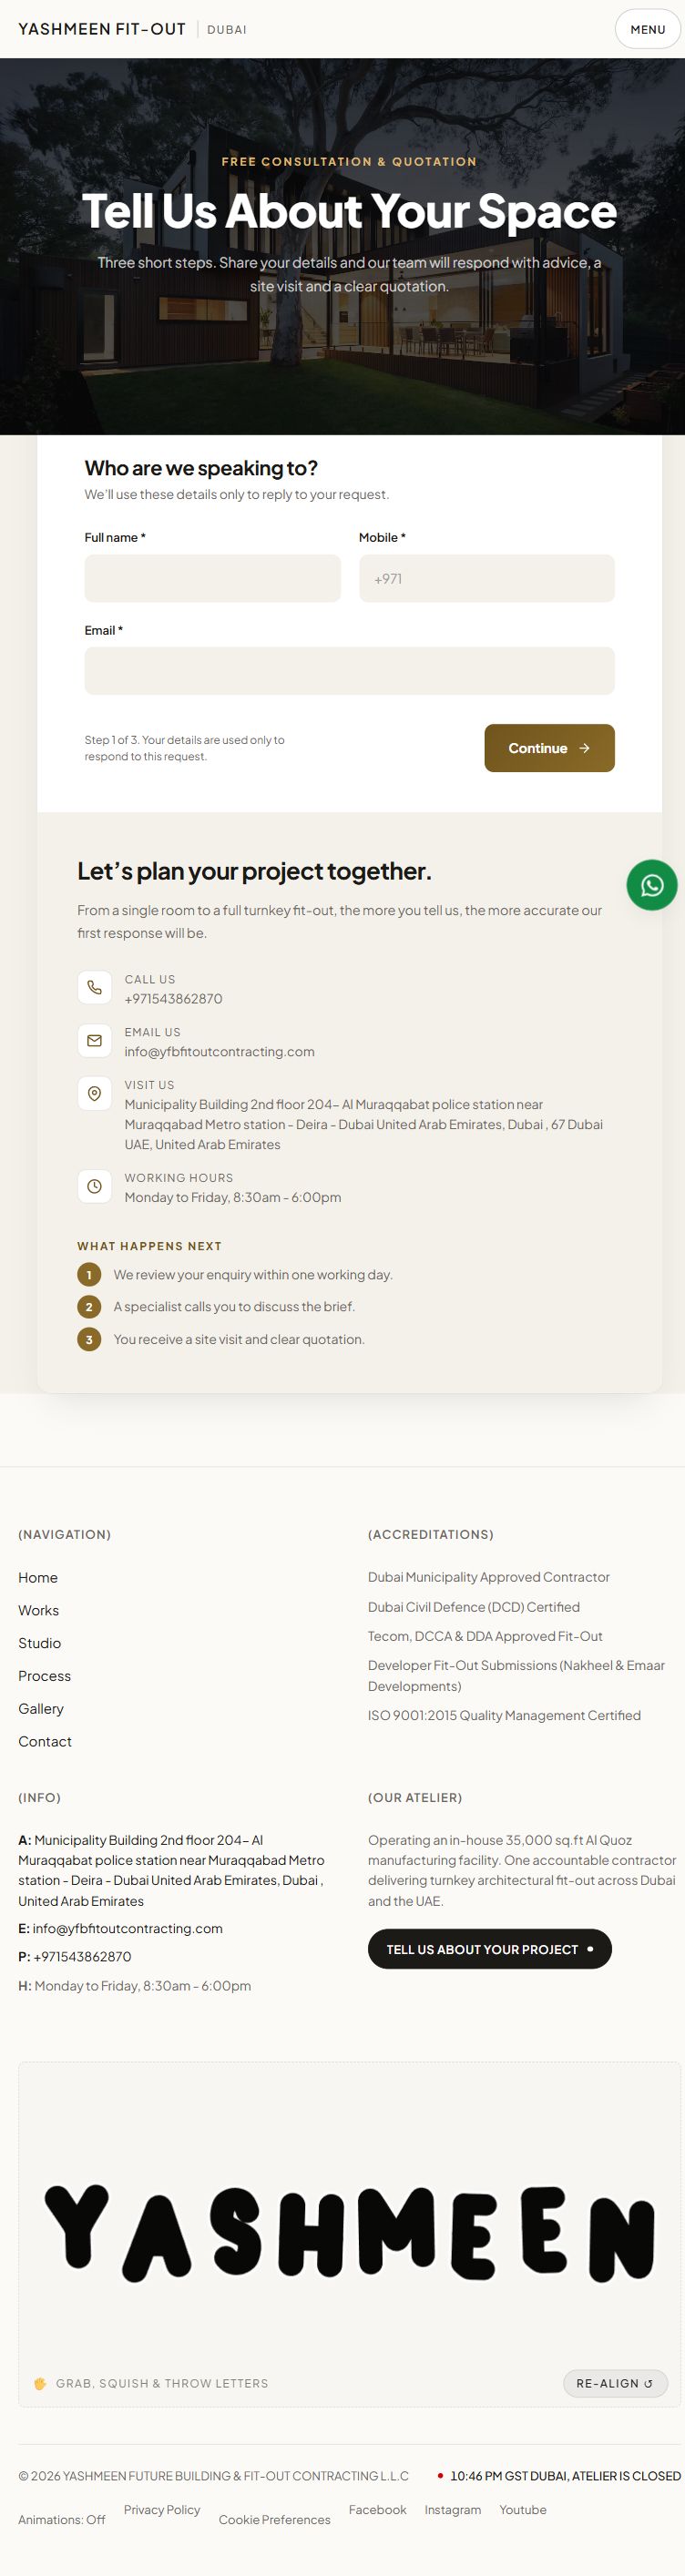 YASHMEEN FIT-OUT
DUBAI
MENU
FREE CONSULTATION & QUOTATION
Tell Us About Your Space
Three short steps. Share your details and our team will respond with advice, a
site visit and a clear quotation.
Who are we speaking to?
We'll use these details only to reply to your request.
Full name *
Mobile *
+971
Email *
Step 1 of 3. Your details are used only to
respond to this request.
Continue →
Let's plan your project together.
From a single room to a full turnkey fit-out, the more you tell us, the more accurate our
first response will be.
CALL US
+971543862870
EMAIL US
info@yfbfitoutcontracting.com
VISIT US
Municipality Building 2nd floor 204– Al Muraqqabat police station near
Muraqqabad Metro station - Deira - Dubai United Arab Emirates, Dubai , 67 Dubai
UAE, United Arab Emirates
WORKING HOURS
Monday to Friday, 8:30am - 6:00pm
WHAT HAPPENS NEXT
1 We review your enquiry within one working day.
2 A specialist calls you to discuss the brief.
3 You receive a site visit and clear quotation.
(NAVIGATION)
Home
Works
Studio
Process
Gallery
Contact
(ACCREDITATIONS)
Dubai Municipality Approved Contractor
Dubai Civil Defence (DCD) Certified
Tecom, DCCA & DDA Approved Fit-Out
Developer Fit-Out Submissions (Nakheel & Emaar
Developments)
ISO 9001:2015 Quality Management Certified
(INFO)
A: Municipality Building 2nd floor 204– Al
Muraqqabat police station near Muraqqabad Metro
station - Deira - Dubai United Arab Emirates, Dubai ,
United Arab Emirates
E: info@yfbfitoutcontracting.com
P: +971543862870
H: Monday to Friday, 8:30am - 6:00pm
(OUR ATELIER)
Operating an in-house 35,000 sq.ft Al Quoz
manufacturing facility. One accountable contractor
delivering turnkey architectural fit-out across Dubai
and the UAE.
TELL US ABOUT YOUR PROJECT
YASHMEEN
GRAB, SQUISH & THROW LETTERS
RE-ALIGN ↺
© 2026 YASHMEEN FUTURE BUILDING & FIT-OUT CONTRACTING L.L.C
10:46 PM GST DUBAI, ATELIER IS CLOSED
Animations: Off
Privacy Policy
Cookie Preferences
Facebook
Instagram
Youtube